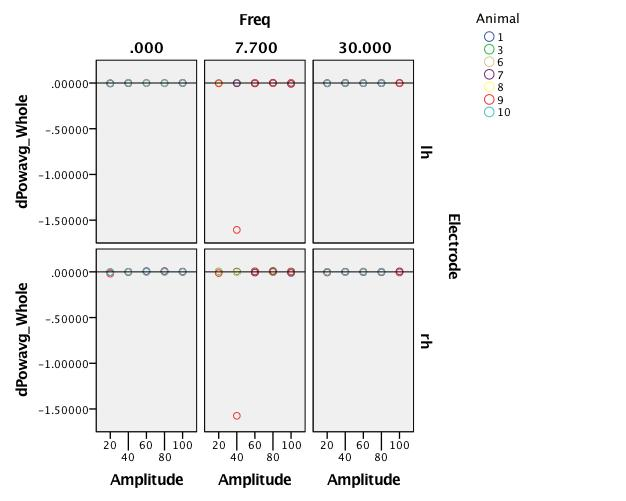 Freq
.000 7.700 30.000
Animal
1
3
6
7
8
9
10
dPowavg_Whole
.00000
-.50000
-1.00000
-1.50000
lh
Electrode
dPowavg_Whole
.00000
-.50000
-1.00000
-1.50000
rh
20 60 100 20 60 100 20 60 100
40 80 40 80 40 80
Amplitude Amplitude Amplitude